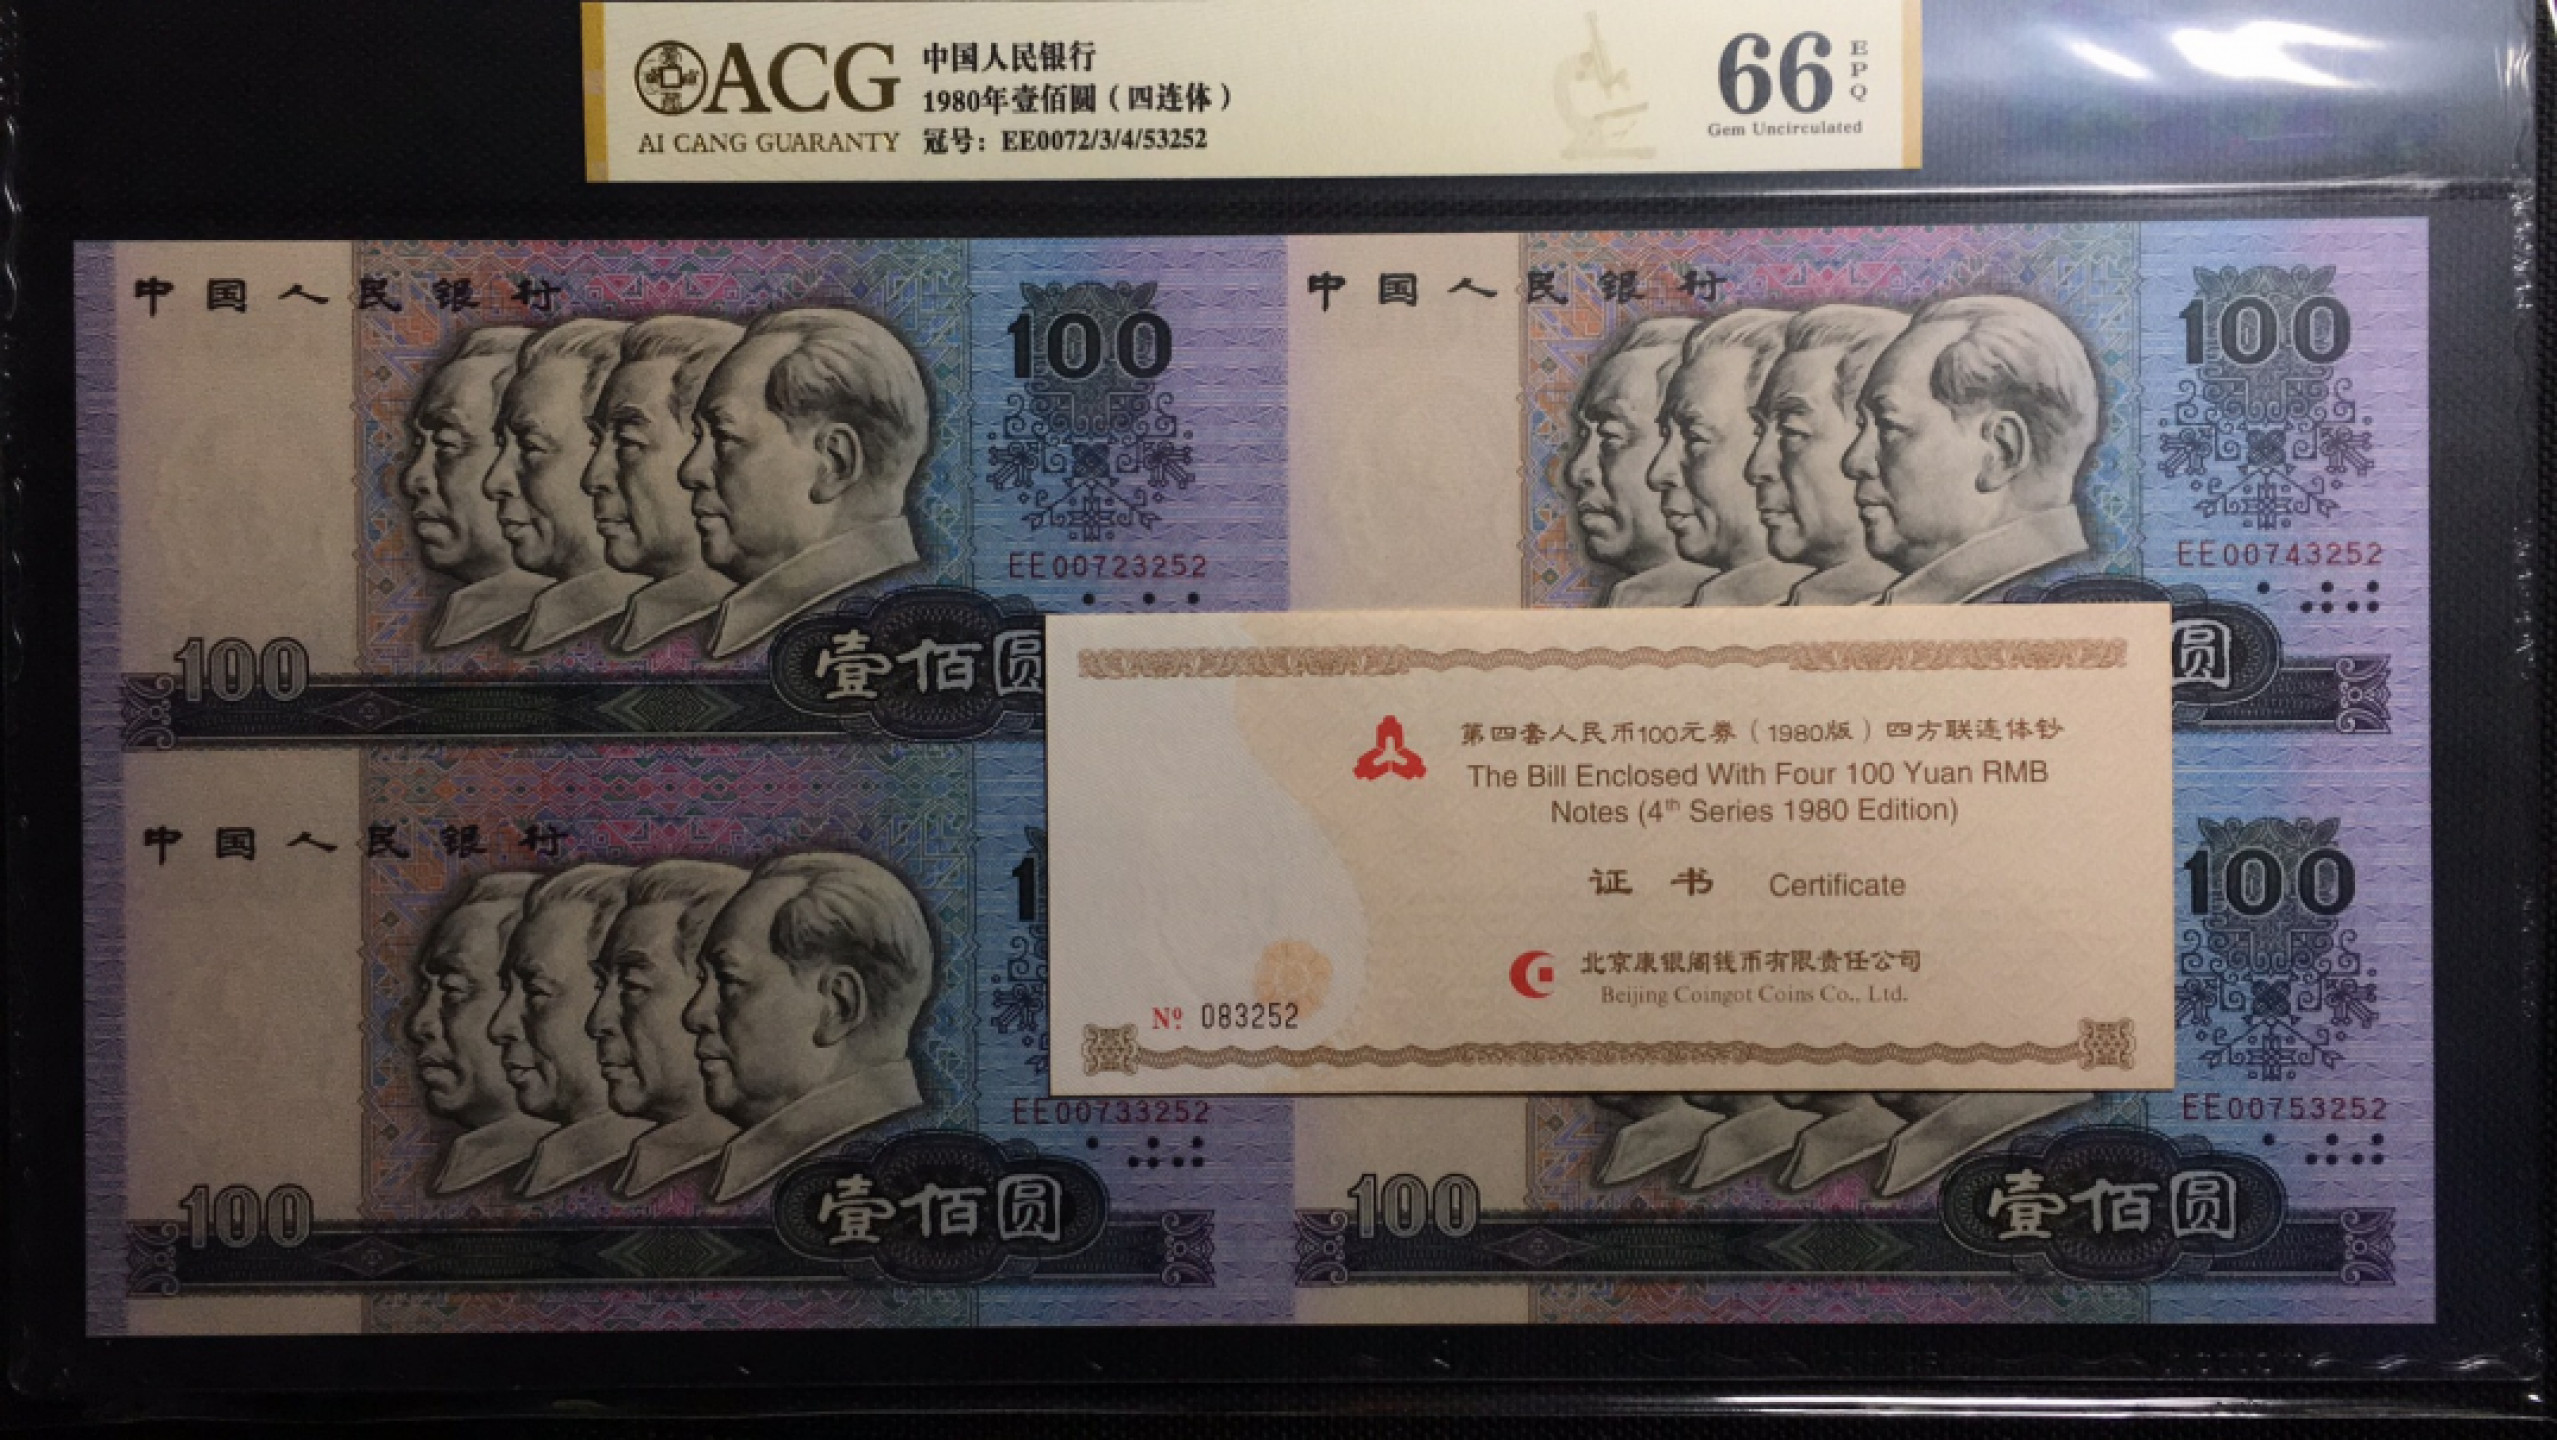 ACG
AI CANG GUARANTY
中国人民银行
1980年壹佰圆（四连体）
冠号：EE0072/3/4/53252
66 EPQ
Gem Uncirculated
中国人民银行
100
EE00723252
100
壹佰圆
中国人民银行
100
EE00743252
圆
第四套人民币100元券（1980版）四方联连体钞
The Bill Enclosed With Four 100 Yuan RMB
Notes (4th Series 1980 Edition)
证书 Certificate
北京康银阁钱币有限责任公司
Beijing Coingot Coins Co., Ltd.
Nº 083252
中国人民银行
1
EE00733252
100
壹佰圆
100
EE00753252
100
壹佰圆